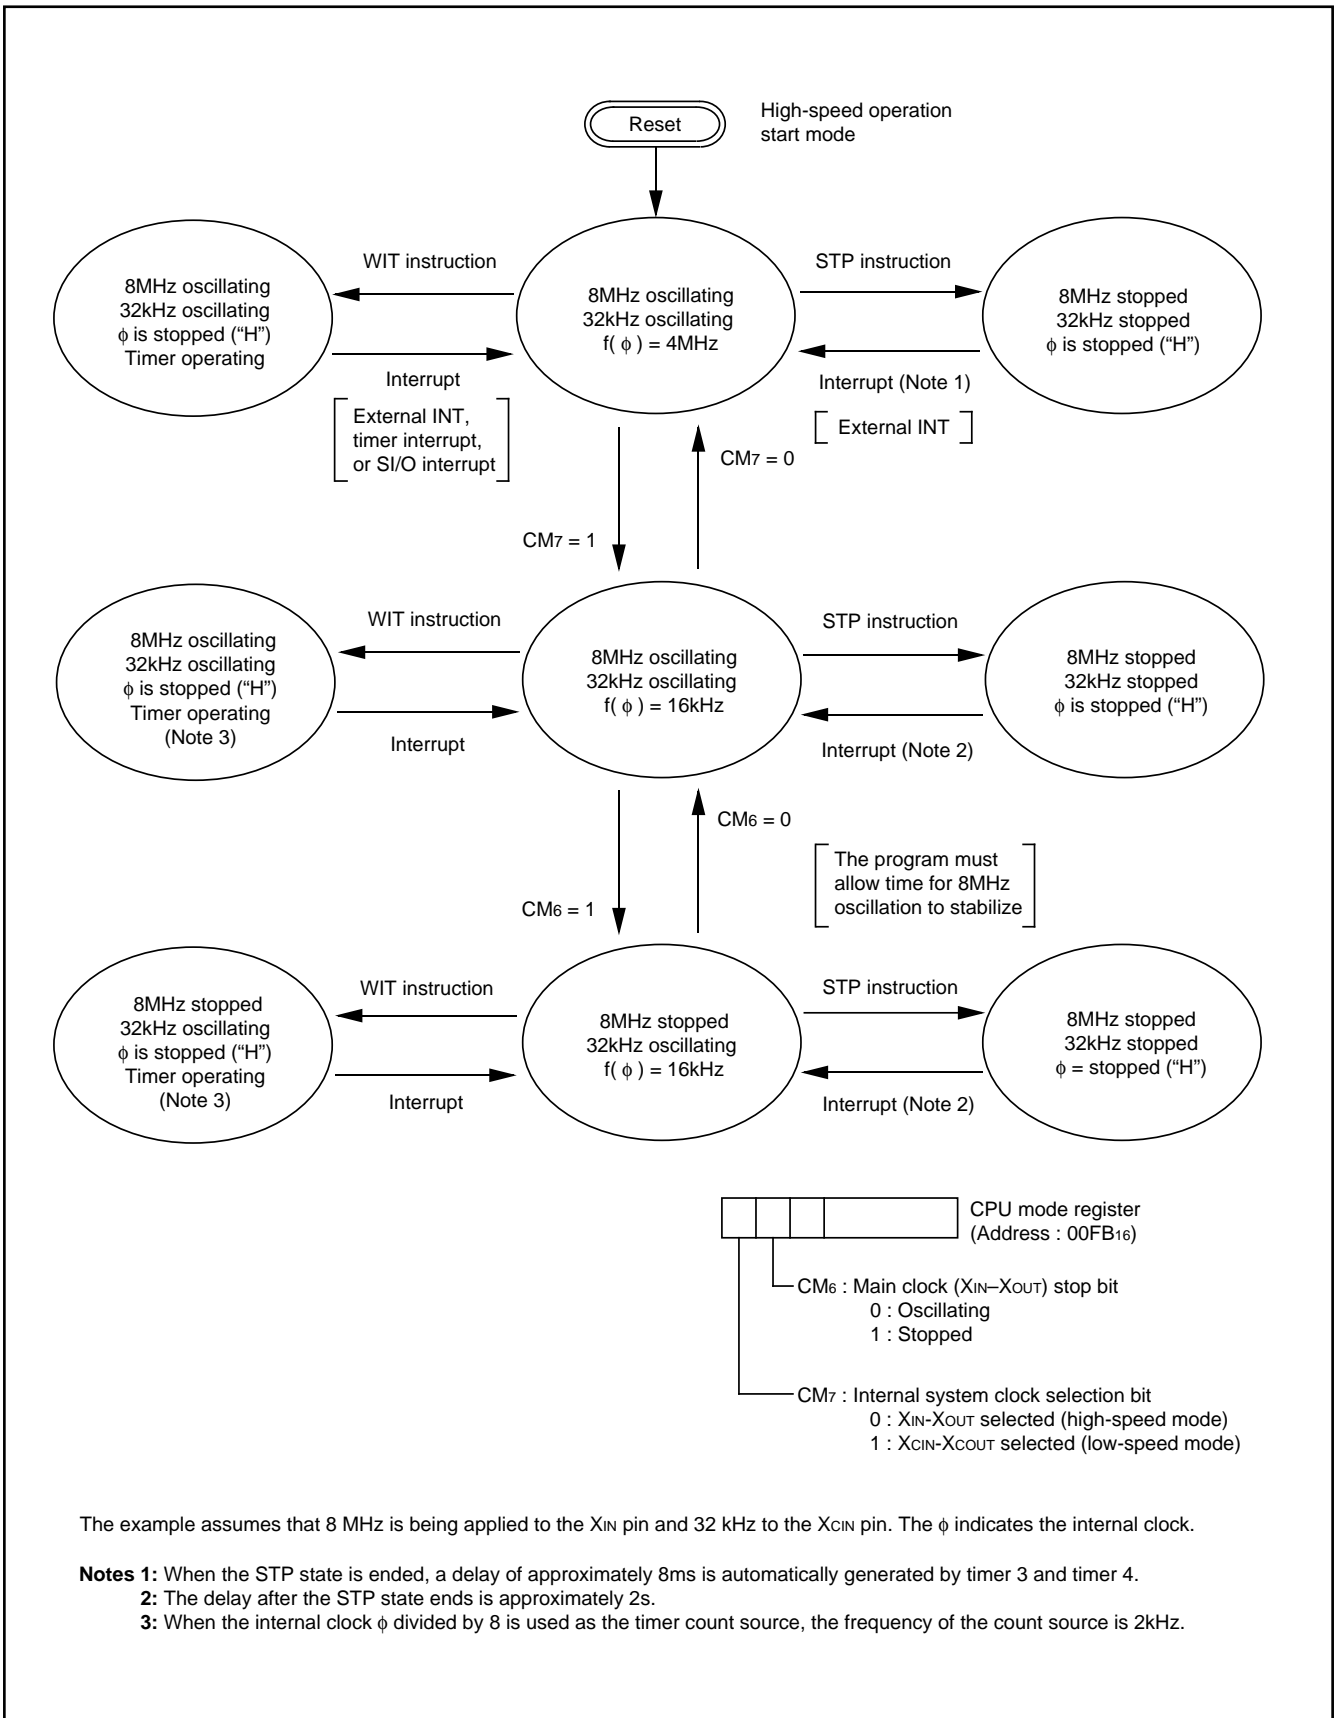 Reset
High-speed operation
start mode
8MHz oscillating
32kHz oscillating
ϕ is stopped (“H”)
Timer operating
WIT instruction
Interrupt
External INT,
timer interrupt,
or SI/O interrupt
8MHz oscillating
32kHz oscillating
f( ϕ ) = 4MHz
STP instruction
Interrupt (Note 1)
External INT
8MHz stopped
32kHz stopped
ϕ is stopped (“H”)
CM7 = 1
CM7 = 0
8MHz oscillating
32kHz oscillating
ϕ is stopped (“H”)
Timer operating
(Note 3)
WIT instruction
Interrupt
8MHz oscillating
32kHz oscillating
f( ϕ ) = 16kHz
STP instruction
Interrupt (Note 2)
8MHz stopped
32kHz stopped
ϕ is stopped (“H”)
CM6 = 1
CM6 = 0
The program must
allow time for 8MHz
oscillation to stabilize
8MHz stopped
32kHz oscillating
ϕ is stopped (“H”)
Timer operating
(Note 3)
WIT instruction
Interrupt
8MHz stopped
32kHz oscillating
f( ϕ ) = 16kHz
STP instruction
Interrupt (Note 2)
8MHz stopped
32kHz stopped
ϕ = stopped (“H”)
CPU mode register
(Address : 00FB16)
CM6 : Main clock (XIN–XOUT) stop bit
0 : Oscillating
1 : Stopped
CM7 : Internal system clock selection bit
0 : XIN-XOUT selected (high-speed mode)
1 : XCIN-XCOUT selected (low-speed mode)
The example assumes that 8 MHz is being applied to the XIN pin and 32 kHz to the XCIN pin. The ϕ indicates the internal clock.
Notes 1: When the STP state is ended, a delay of approximately 8ms is automatically generated by timer 3 and timer 4.
2: The delay after the STP state ends is approximately 2s.
3: When the internal clock ϕ divided by 8 is used as the timer count source, the frequency of the count source is 2kHz.